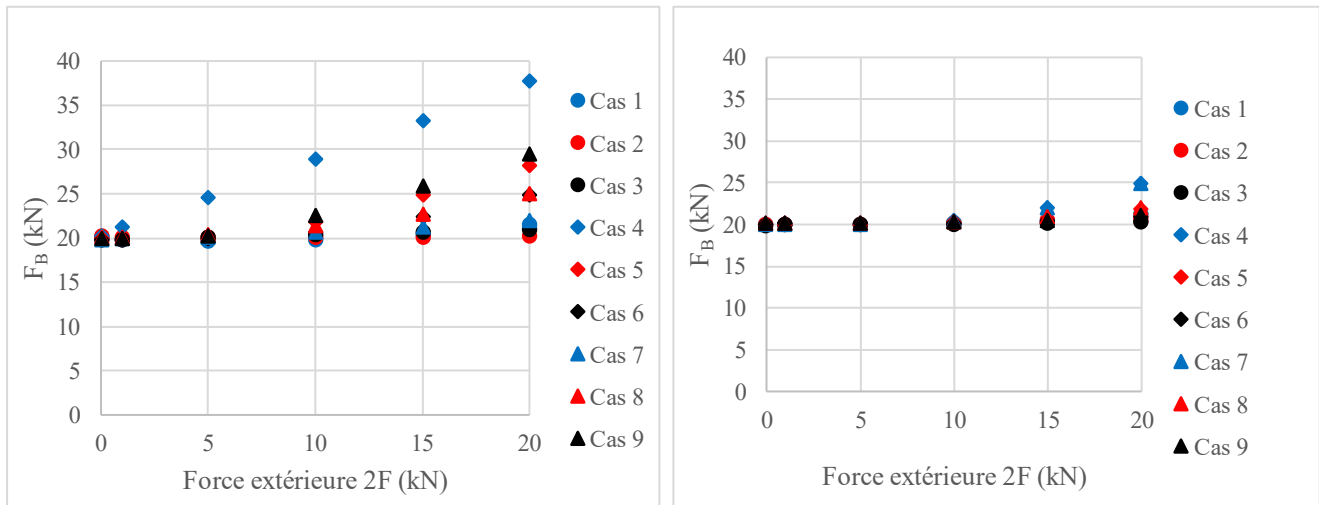 40
35
30
25
20
15
10
5
0
F_B (kN)
0 5 10 15 20
Force extérieure 2F (kN)
Cas 1
Cas 2
Cas 3
Cas 4
Cas 5
Cas 6
Cas 7
Cas 8
Cas 9
40
35
30
25
20
15
10
5
0
F_B (kN)
0 5 10 15 20
Force extérieure 2F (kN)
Cas 1
Cas 2
Cas 3
Cas 4
Cas 5
Cas 6
Cas 7
Cas 8
Cas 9